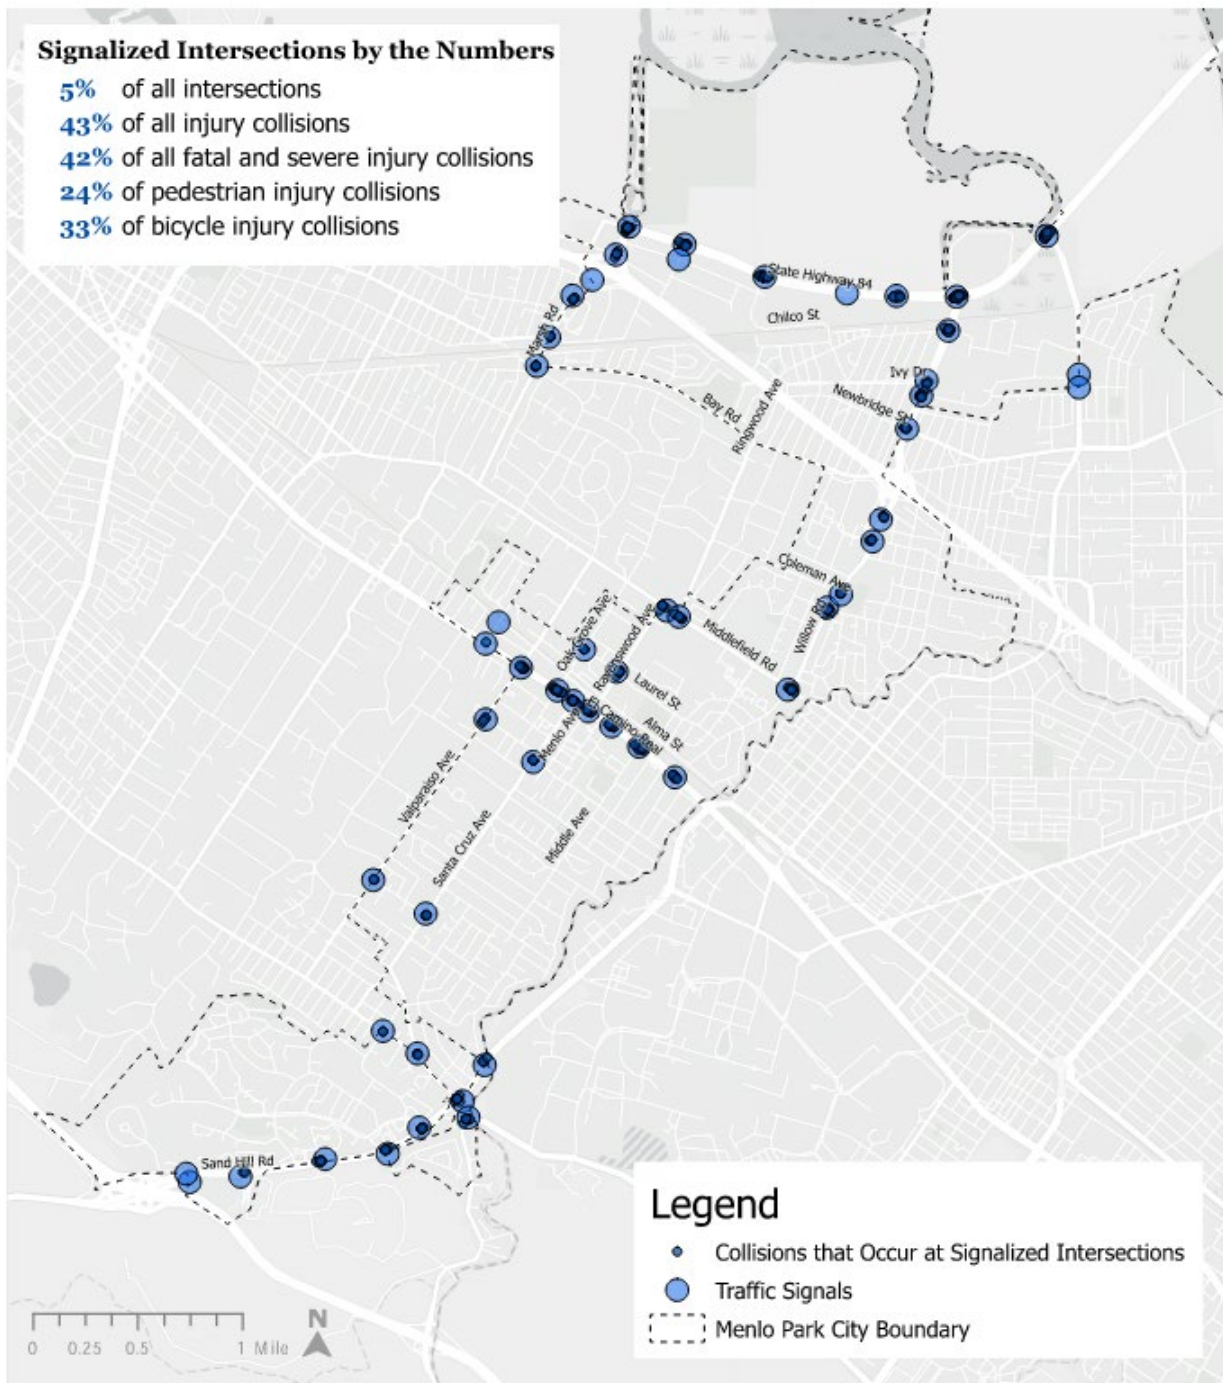 Signalized Intersections by the Numbers
5% of all intersections
43% of all injury collisions
42% of all fatal and severe injury collisions
24% of pedestrian injury collisions
33% of bicycle injury collisions
State Highway 84
Chilco St
Marsh Rd
Ivy Dr
Newbridge St
Bay Rd
Ringwood Ave
Coleman Ave
Willow Rd
Middlefield Rd
Oak Grove Ave
Ravenswood Ave
Laurel St
El Camino Real
Alma St
Menlo Ave
Valparaiso Ave
Santa Cruz Ave
Middle Ave
Sand Hill Rd
Legend
Collisions that Occur at Signalized Intersections
Traffic Signals
Menlo Park City Boundary
0 0.25 0.5 1 Mile
N